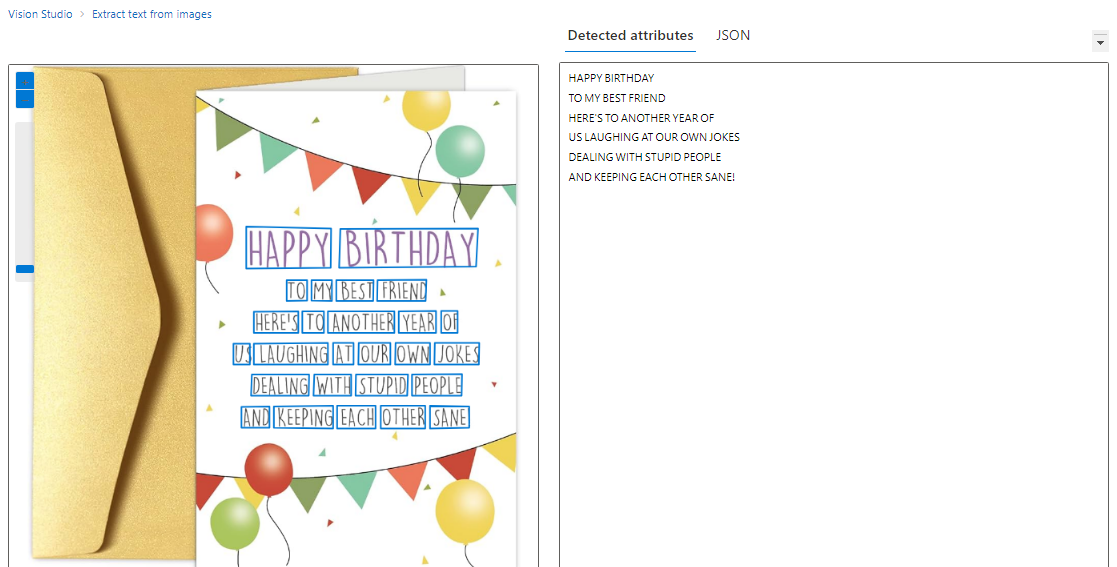 Vision Studio > Extract text from images
Detected attributes JSON
HAPPY BIRTHDAY
TO MY BEST FRIEND
HERE'S TO ANOTHER YEAR OF
US LAUGHING AT OUR OWN JOKES
DEALING WITH STUPID PEOPLE
AND KEEPING EACH OTHER SANE
HAPPY BIRTHDAY
TO MY BEST FRIEND
HERE'S TO ANOTHER YEAR OF
US LAUGHING AT OUR OWN JOKES
DEALING WITH STUPID PEOPLE
AND KEEPING EACH OTHER SANE!